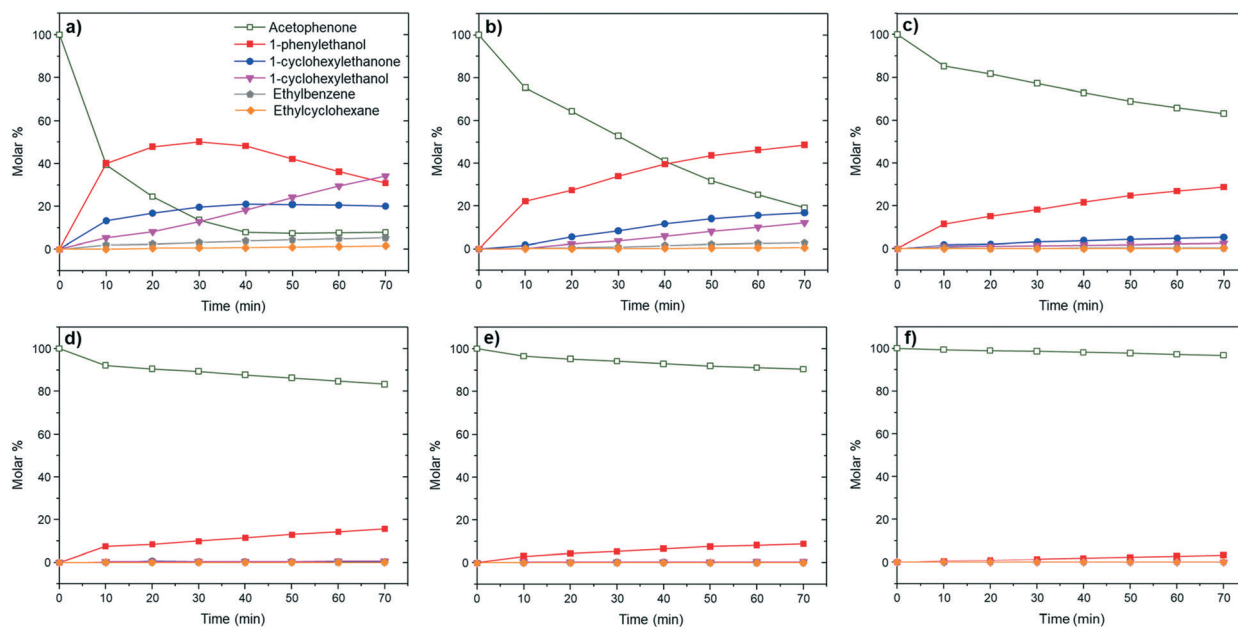 a)
Acetophenone
1-phenylethanol
1-cyclohexylethanone
1-cyclohexylethanol
Ethylbenzene
Ethylcyclohexane
Molar %
100
80
60
40
20
0
0 10 20 30 40 50 60 70
Time (min)
b)
Molar %
100
80
60
40
20
0
0 10 20 30 40 50 60 70
Time (min)
c)
Molar %
100
80
60
40
20
0
0 10 20 30 40 50 60 70
Time (min)
d)
Molar %
100
80
60
40
20
0
0 10 20 30 40 50 60 70
Time (min)
e)
Molar %
100
80
60
40
20
0
0 10 20 30 40 50 60 70
Time (min)
f)
Molar %
100
80
60
40
20
0
0 10 20 30 40 50 60 70
Time (min)